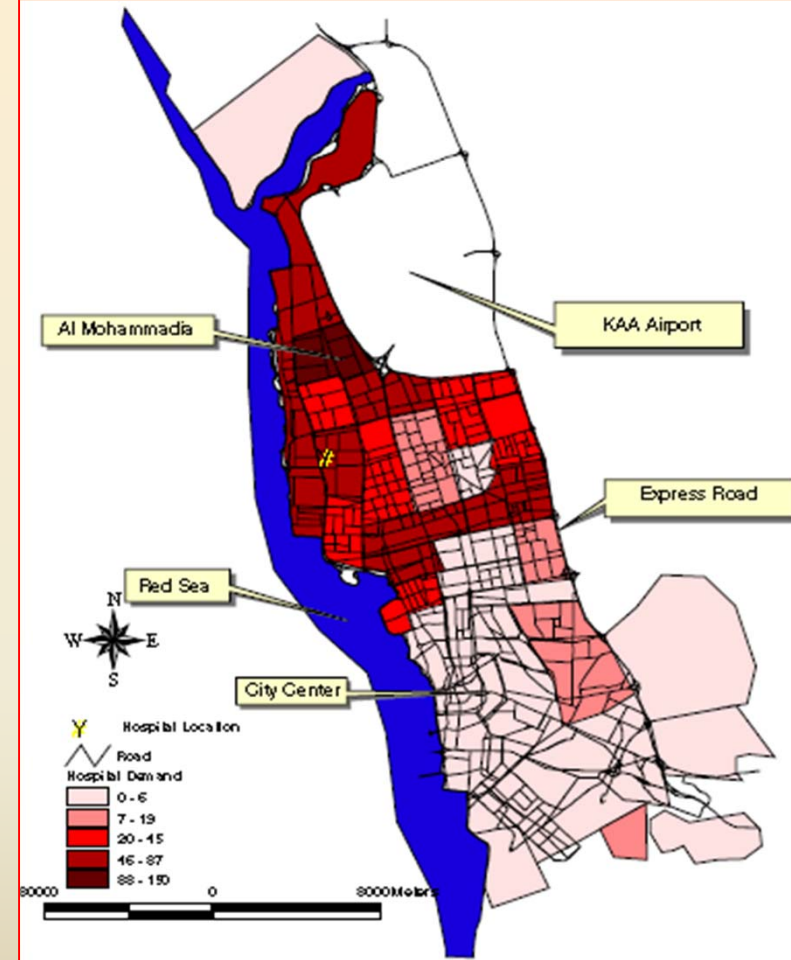 Al Mohammadia
KAA Airport
Express Road
Red Sea
N
W E
S
City Center
Hospital Location
Road
Hospital Demand
0 - 6
7 - 19
20 - 45
46 - 87
88 - 150
0
8000 Meters